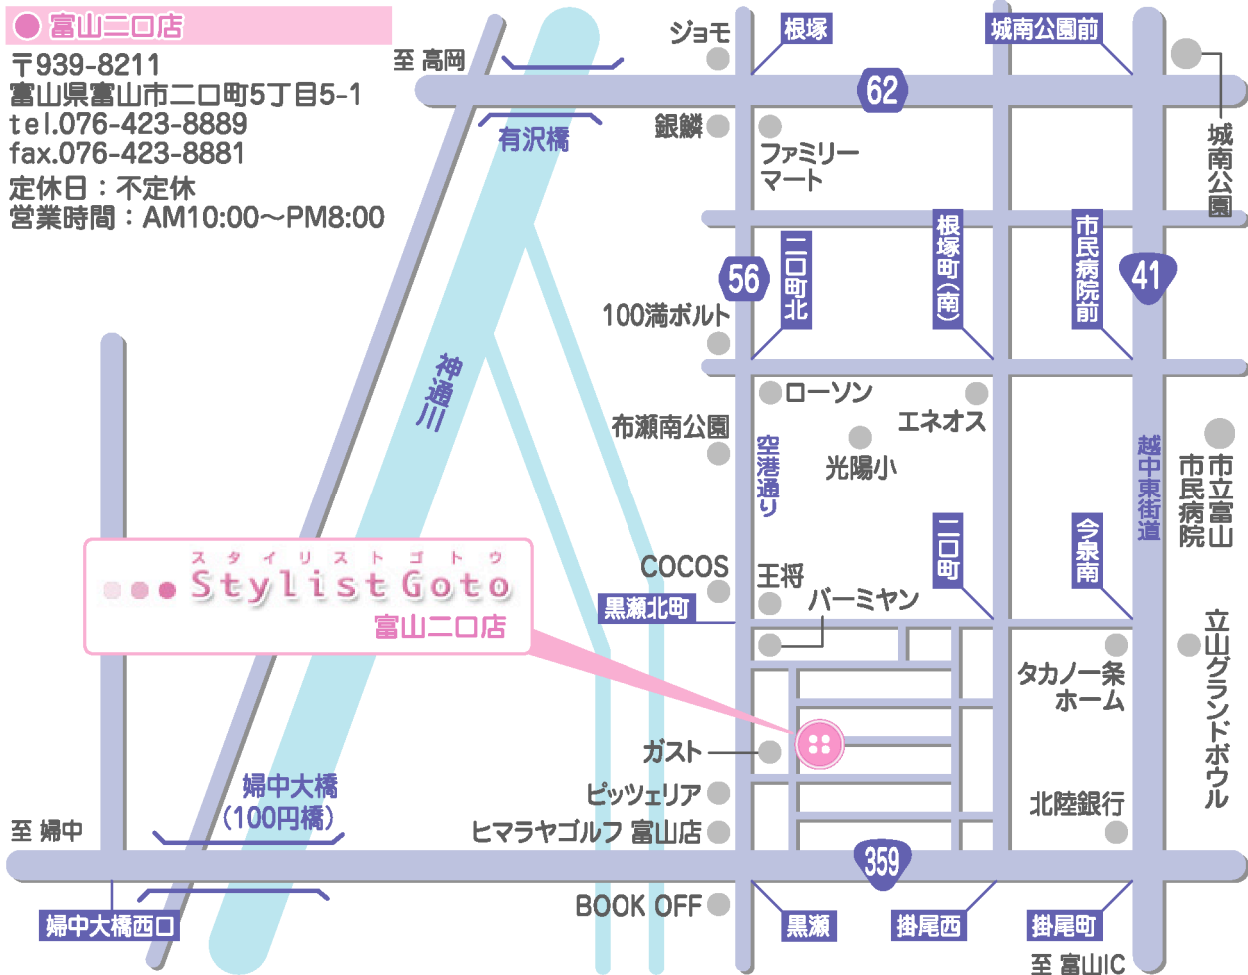 富山二口店
〒939-8211
富山県富山市二口町5丁目5-1
tel.076-423-8889
fax.076-423-8881
定休日：不定休
営業時間：AM10:00〜PM8:00
至 高岡
ジョモ
根塚
城南公園前
62
有沢橋
銀鱗
ファミリー
マート
城南公園
56
二口町北
根塚町(南)
市民病院前
41
100満ボルト
神通川
ローソン
エネオス
布瀬南公園
空港通り
光陽小
越中東街道
市立富山
市民病院
スタイリストゴトウ
Stylist Goto
富山二口店
COCOS
王将
バーミヤン
黒瀬北町
二口町
今泉南
タカノ一条
ホーム
立山グランドボウル
ガスト
ピッツェリア
ヒマラヤゴルフ 富山店
北陸銀行
婦中大橋
(100円橋)
至 婦中
359
婦中大橋西口
BOOK OFF
黒瀬
掛尾西
掛尾町
至 富山IC